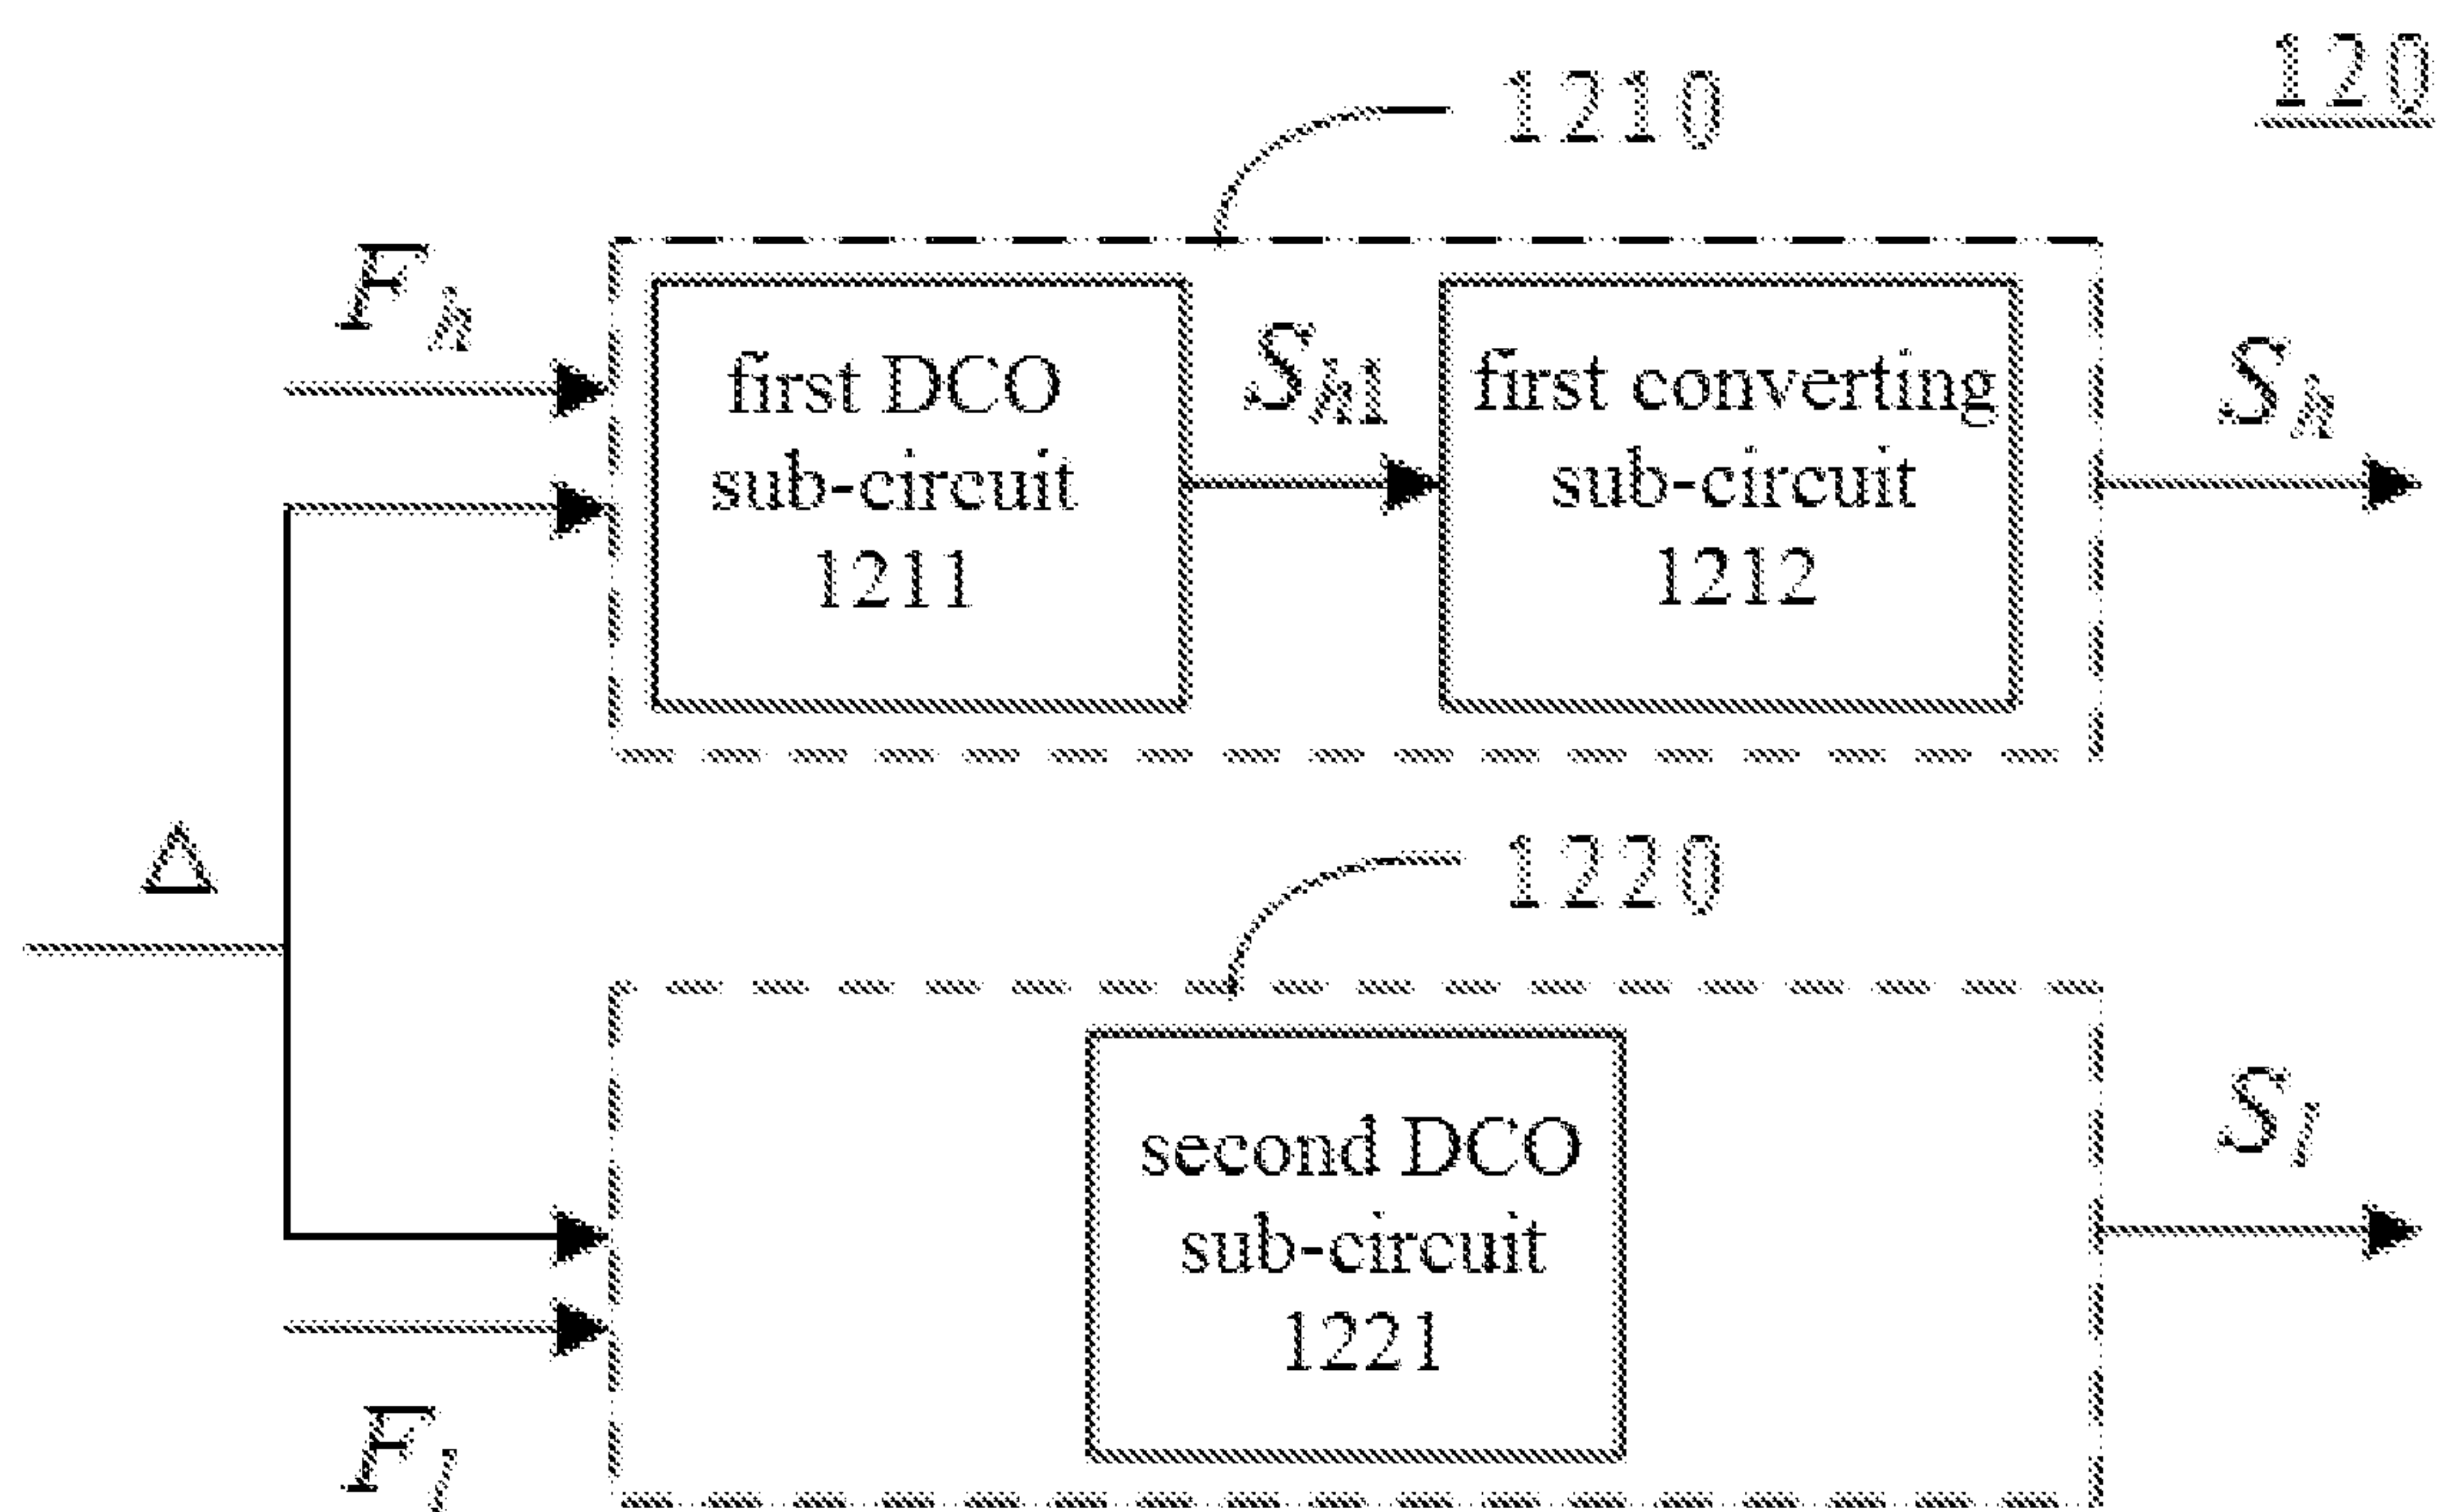 120
1210
F_h
first DCO
sub-circuit
1211
S_h1
first converting
sub-circuit
1212
S_h
Δ
1220
second DCO
sub-circuit
1221
S_l
F_l